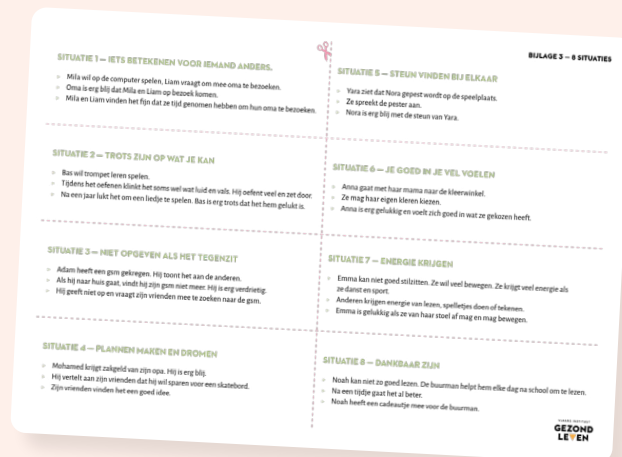 BIJLAGE 3 – 8 SITUATIES
SITUATIE 1 – IETS BETEKENEN VOOR IEMAND ANDERS.
Mila wil op de computer spelen, Liam vraagt om mee oma te bezoeken.
Oma is erg blij dat Mila en Liam op bezoek komen.
Mila en Liam vinden het fijn dat ze tijd genomen hebben om hun oma te bezoeken.
SITUATIE 2 – TROTS ZIJN OP WAT JE KAN
Bas wil trompet leren spelen.
Tijdens het oefenen klinkt het soms wel wat luid en vals. Hij oefent veel en zet door.
Na een jaar lukt het om een liedje te spelen. Bas is erg trots dat het hem gelukt is.
SITUATIE 3 – NIET OPGEVEN ALS HET TEGENZIT
Adam heeft een gsm gekregen. Hij toont het aan de anderen.
Als hij naar huis gaat, vindt hij zijn gsm niet meer. Hij is erg verdrietig.
Hij geeft niet op en vraagt zijn vrienden mee te zoeken naar de gsm.
SITUATIE 4 – PLANNEN MAKEN EN DROMEN
Mohamed krijgt zakgeld van zijn opa. Hij is erg blij.
Hij vertelt aan zijn vrienden dat hij wil sparen voor een skatebord.
Zijn vrienden vinden het een goed idee.
SITUATIE 5 – STEUN VINDEN BIJ ELKAAR
Yara ziet dat Nora gepest wordt op de speelplaats.
Ze spreekt de pester aan.
Nora is erg blij met de steun van Yara.
SITUATIE 6 – JE GOED IN JE VEL VOELEN
Anna gaat met haar mama naar de kleerwinkel.
Ze mag haar eigen kleren kiezen.
Anna is erg gelukkig en voelt zich goed in wat ze gekozen heeft.
SITUATIE 7 – ENERGIE KRIJGEN
Emma kan niet goed stilzitten. Ze wil veel bewegen. Ze krijgt veel energie als
ze danst en sport.
Anderen krijgen energie van lezen, spelletjes doen of tekenen.
Emma is gelukkig als ze van haar stoel af mag en mag bewegen.
SITUATIE 8 – DANKBAAR ZIJN
Noah kan niet zo goed lezen. De buurman helpt hem elke dag na school om te lezen.
Na een tijdje gaat het al beter.
Noah heeft een cadeautje mee voor de buurman.
GEZOND
LEVEN